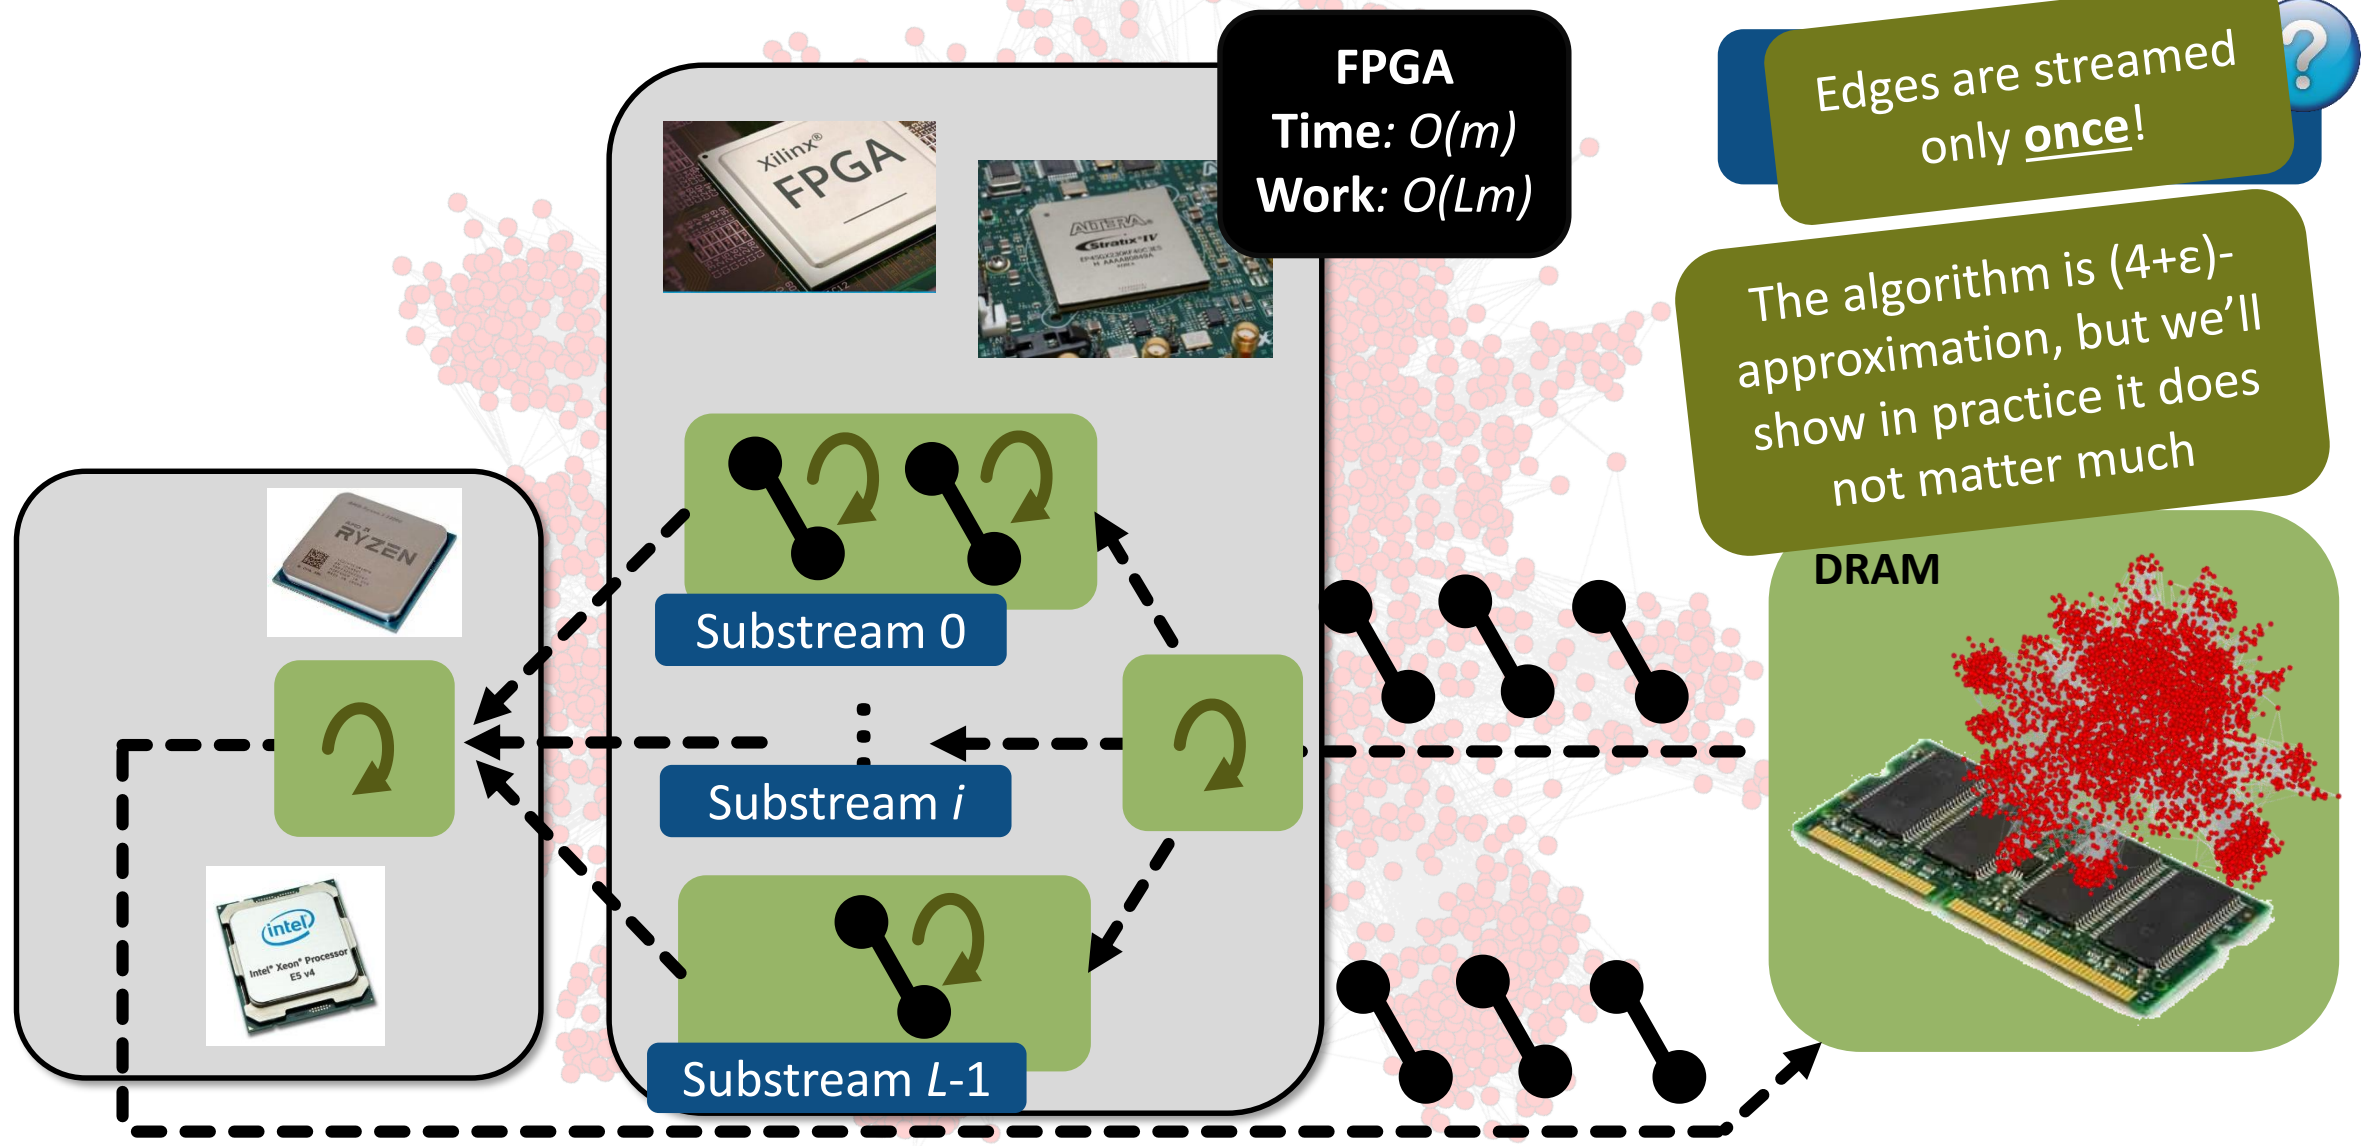 FPGA
Time: O(m)
Work: O(Lm)
Edges are streamed
only once!
?
The algorithm is (4+ε)-
approximation, but we’ll
show in practice it does
not matter much
Xilinx®
FPGA
ALTERA
Stratix IV
DRAM
AMD
RYZEN
Substream 0
Substream i
intel
Intel® Xeon® Processor
E5 v4
Substream L-1